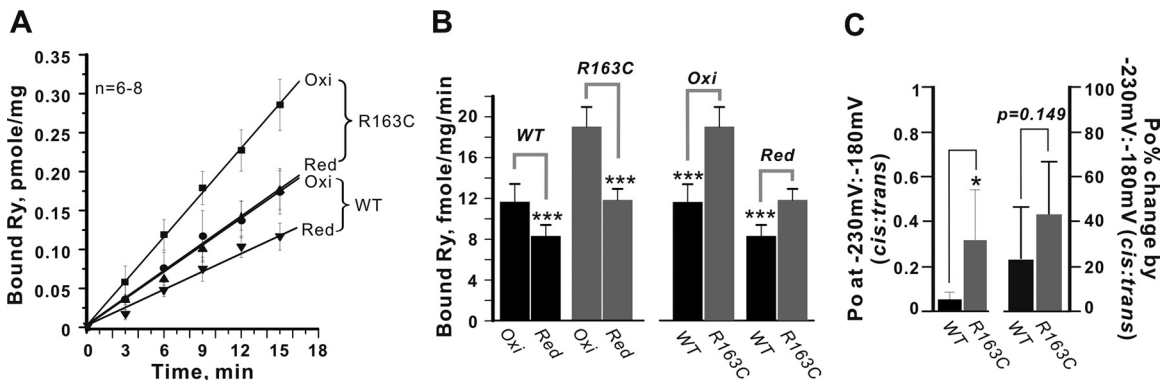 A
Bound Ry, pmole/mg
0.35
0.30
0.25
0.20
0.15
0.10
0.05
0
n=6-8
Oxi
R163C
Red
Oxi
WT
Red
0 3 6 9 12 15 18
Time, min
B
Bound Ry, fmole/mg/min
20
16
12
8
4
0
WT
R163C
Oxi
Red
***
***
***
***
Oxi Red Oxi Red
WT R163C WT R163C
C
Po at -230mV:-180mV
(cis:trans)
1
0.8
0.6
0.4
0.2
0
*
p=0.149
WT R163C WT R163C
100
80
60
40
20
0
Po% change by
-230mV:-180mV (cis:trans)